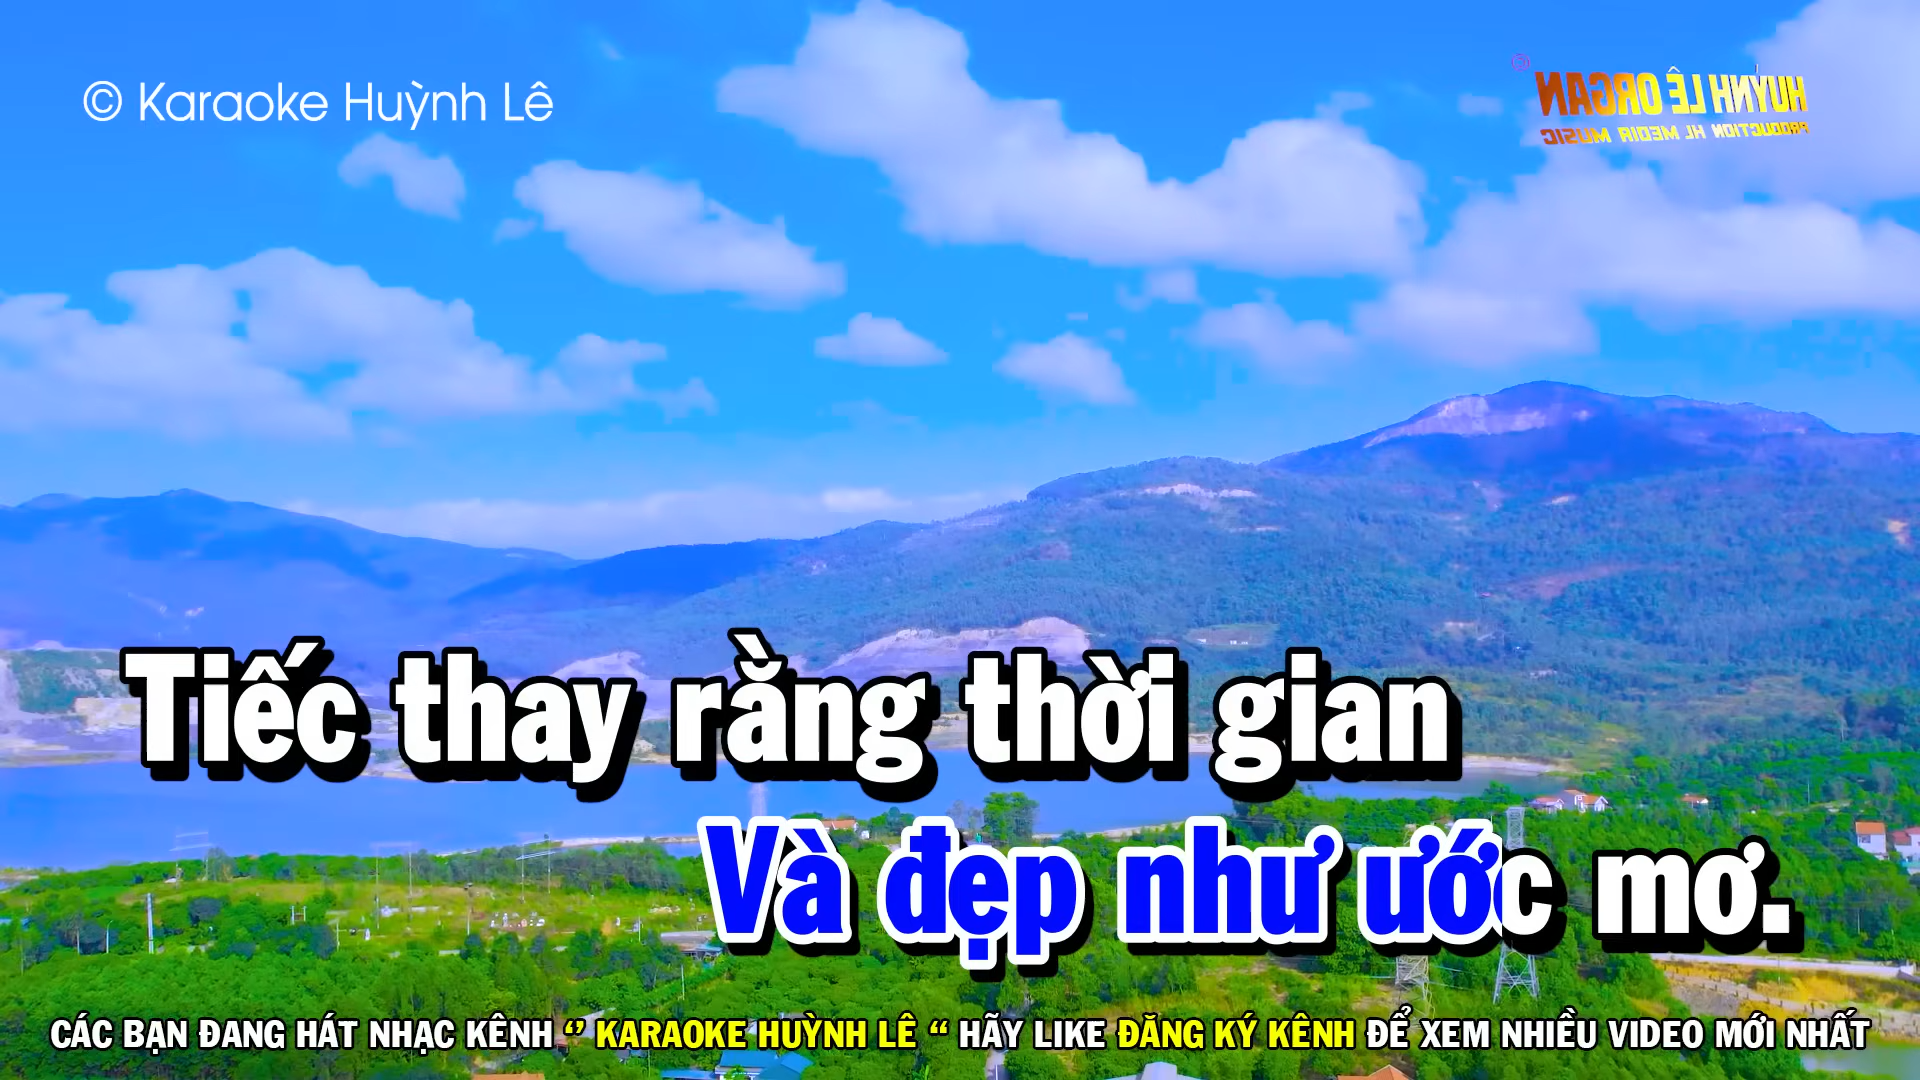 © Karaoke Huỳnh Lê
©
HUỲNH LÊ ORGAN
PRODUCTION HL MEDIA MUSIC
Tiếc thay rằng thời gian
Và đẹp như ước mơ.
CÁC BẠN ĐANG HÁT NHẠC KÊNH ‘’ KARAOKE HUỲNH LÊ “ HÃY LIKE ĐĂNG KÝ KÊNH ĐỂ XEM NHIỀU VIDEO MỚI NHẤT